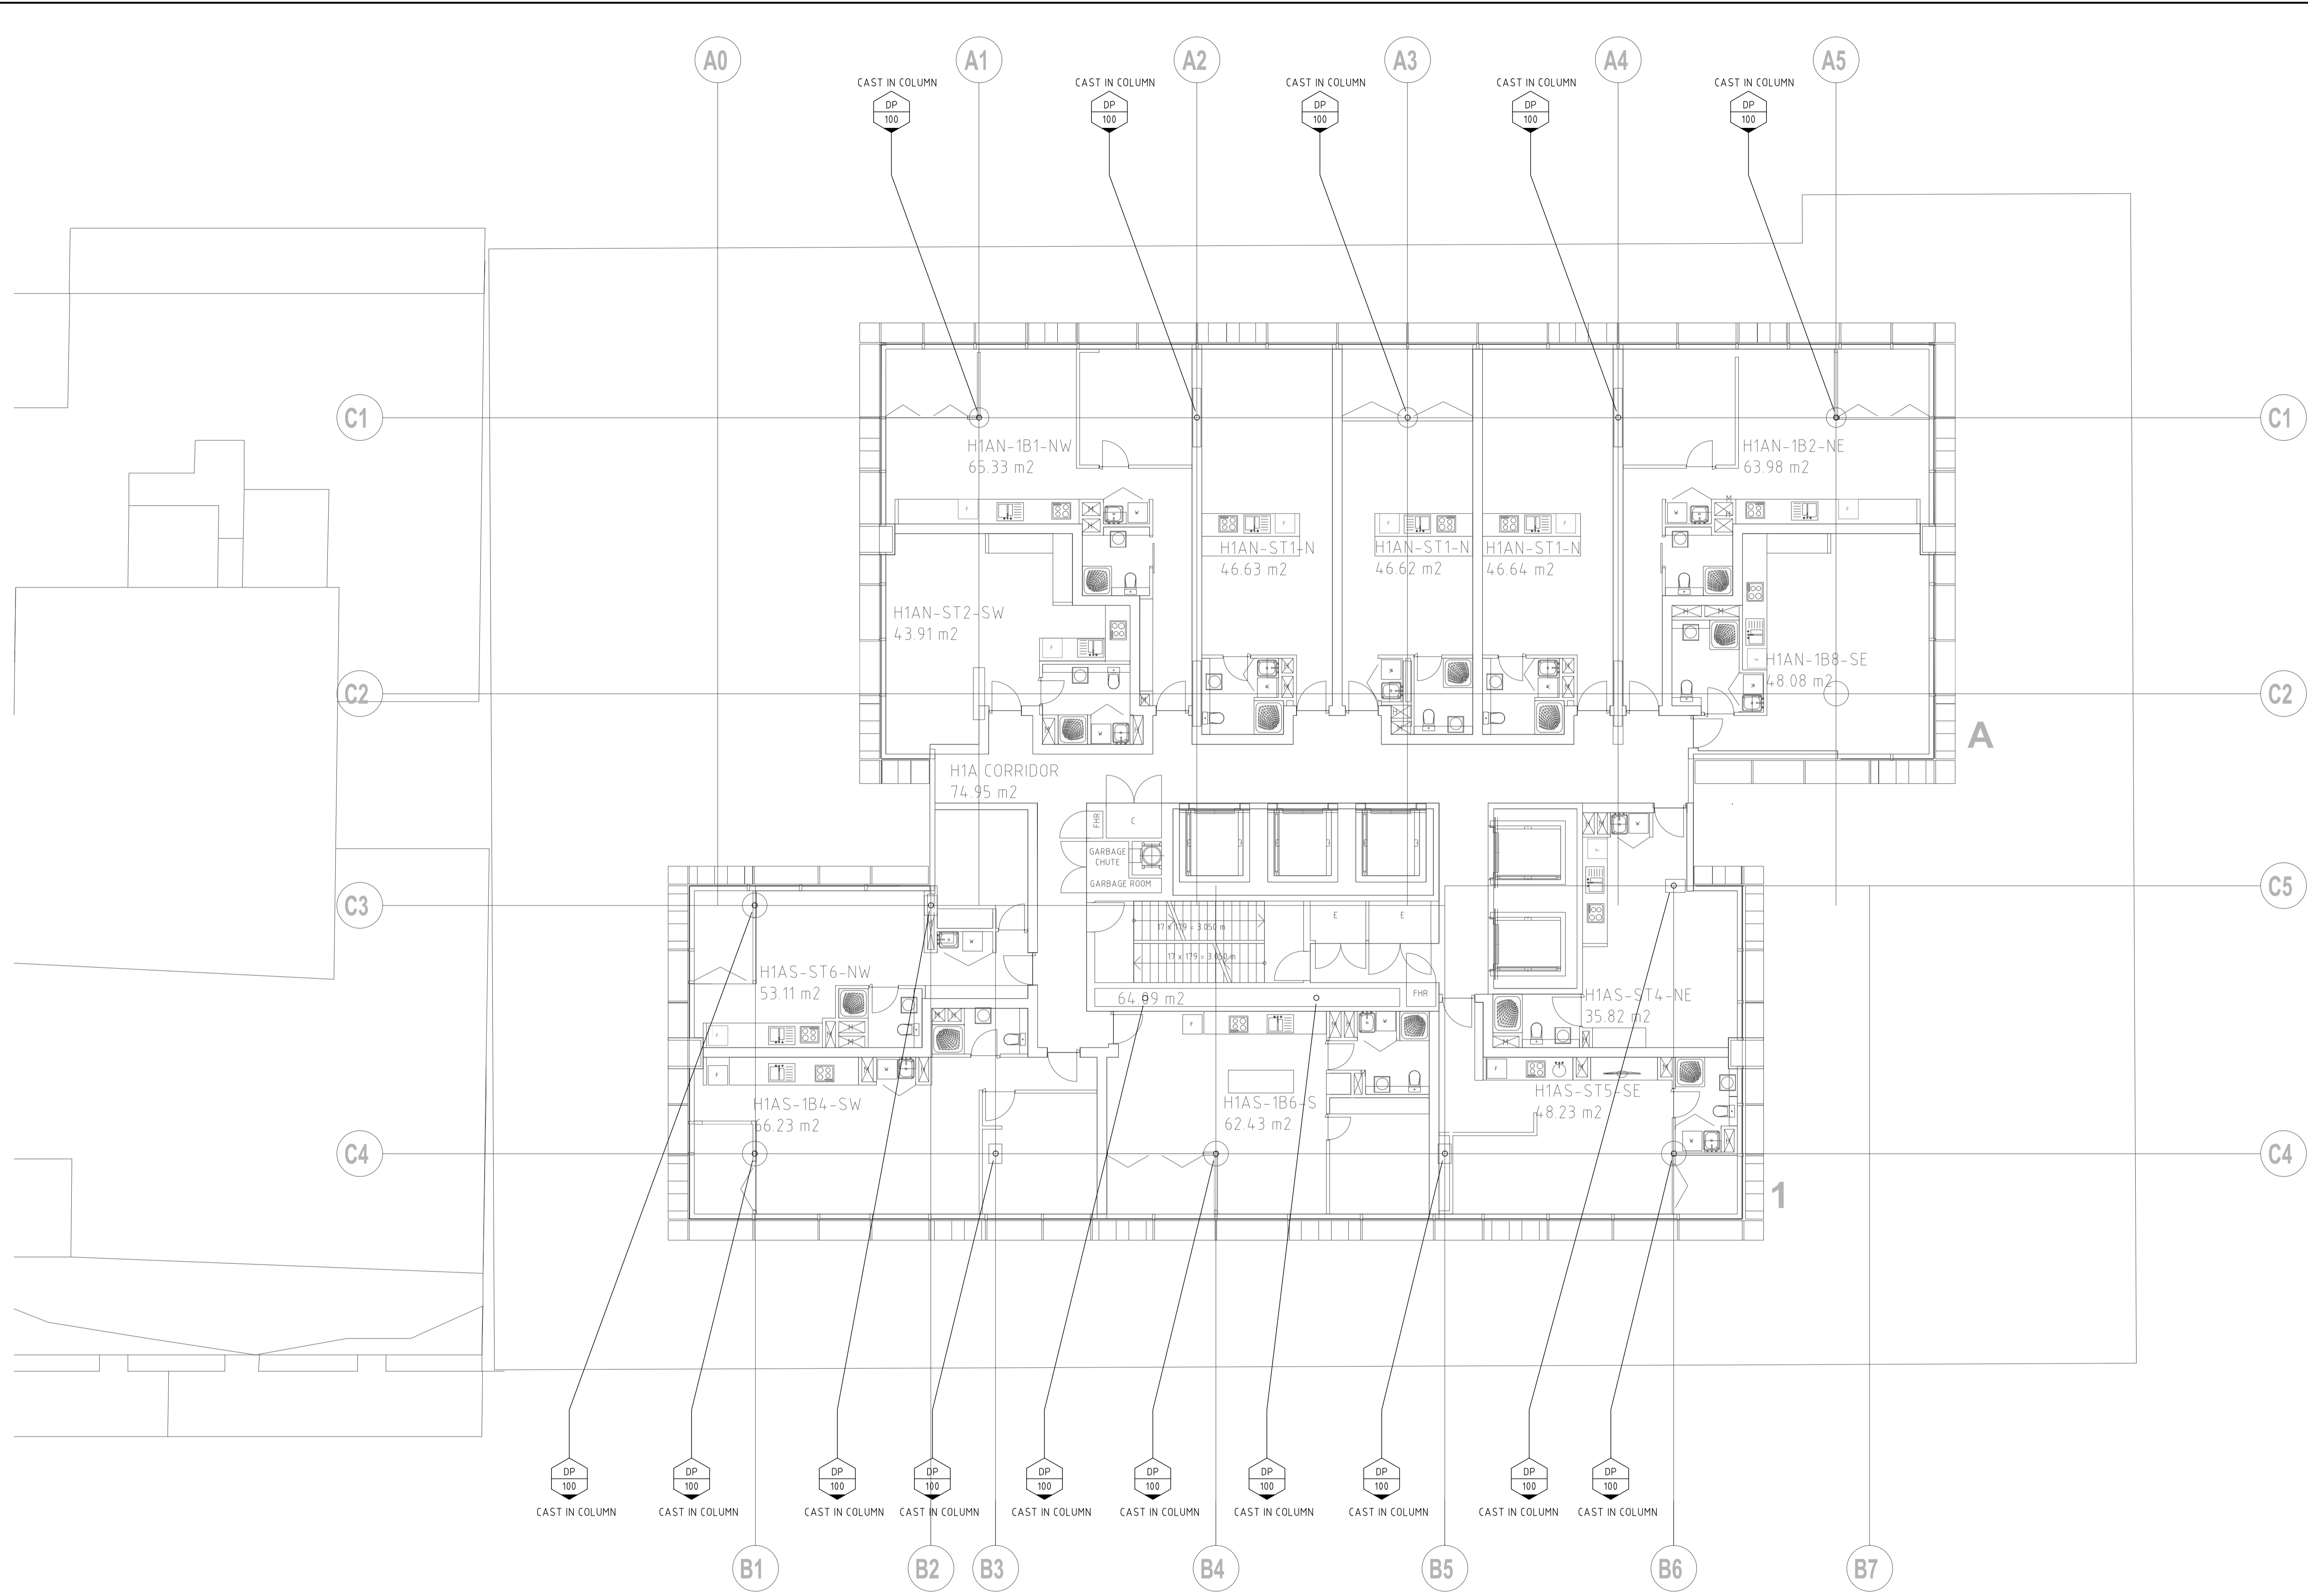 A0
A1
A2
A3
A4
A5
CAST IN COLUMN
CAST IN COLUMN
CAST IN COLUMN
CAST IN COLUMN
CAST IN COLUMN
DP
100
DP
100
DP
100
DP
100
DP
100
C1
C1
H1AN-1B1-NW
65.33 m2
H1AN-1B2-NE
63.98 m2
H1AN-ST1-N
46.63 m2
H1AN-ST1-N
46.62 m2
H1AN-ST1-N
46.64 m2
H1AN-ST2-SW
43.91 m2
H1AN-1B8-SE
48.08 m2
C2
C2
A
H1A CORRIDOR
74.95 m2
FHR
C
GARBAGE
CHUTE
GARBAGE ROOM
C3
C5
E
E
17 x 179 = 3.050 m
17 x 179 = 3.050 m
H1AS-ST6-NW
53.11 m2
64.09 m2
FHR
H1AS-ST4-NE
35.82 m2
H1AS-1B4-SW
66.23 m2
H1AS-1B6-S
62.43 m2
H1AS-ST5-SE
48.23 m2
C4
C4
1
DP
100
DP
100
DP
100
DP
100
DP
100
DP
100
DP
100
DP
100
DP
100
DP
100
CAST IN COLUMN
CAST IN COLUMN
CAST IN COLUMN
CAST IN COLUMN
CAST IN COLUMN
CAST IN COLUMN
CAST IN COLUMN
CAST IN COLUMN
CAST IN COLUMN
CAST IN COLUMN
B1
B2
B3
B4
B5
B6
B7